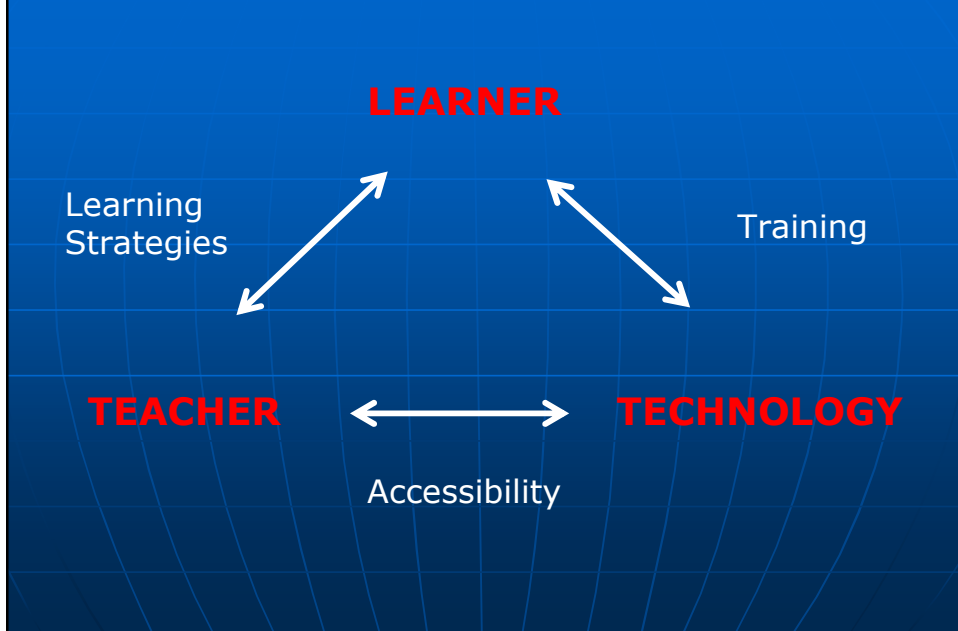 LEARNER
Learning
Strategies
Training
TEACHER
TECHNOLOGY
Accessibility